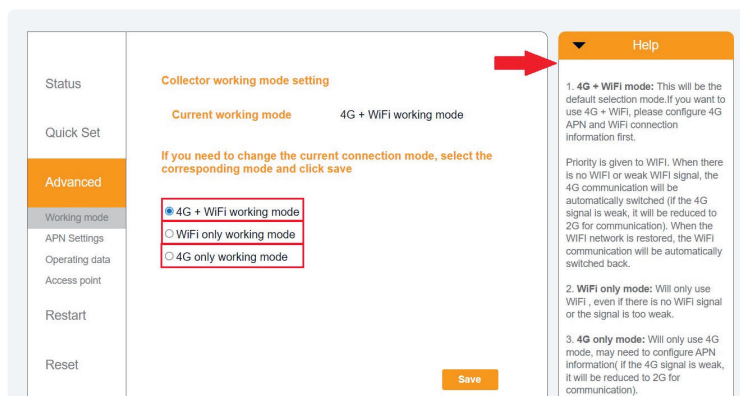 Status
Quick Set
Advanced
Working mode
APN Settings
Operating data
Access point
Restart
Reset
Collector working mode setting
Current working mode 4G + WiFi working mode
If you need to change the current connection mode, select the
corresponding mode and click save
4G + WiFi working mode
WiFi only working mode
4G only working mode
Save
Help
1. 4G + WiFi mode: This will be the
default selection mode.If you want to
use 4G + WiFi, please configure 4G
APN and WiFi connection
information first.
Priority is given to WIFI. When there
is no WIFI or weak WIFI signal, the
4G communication will be
automatically switched (if the 4G
signal is weak, it will be reduced to
2G for communication). When the
WIFI network is restored, the WiFi
communication will be automatically
switched back.
2. WiFi only mode: Will only use
WiFi , even if there is no WiFi signal
or the signal is too weak.
3. 4G only mode: Will only use 4G
mode, may need to configure APN
information( if the 4G signal is weak,
it will be reduced to 2G for
communication).